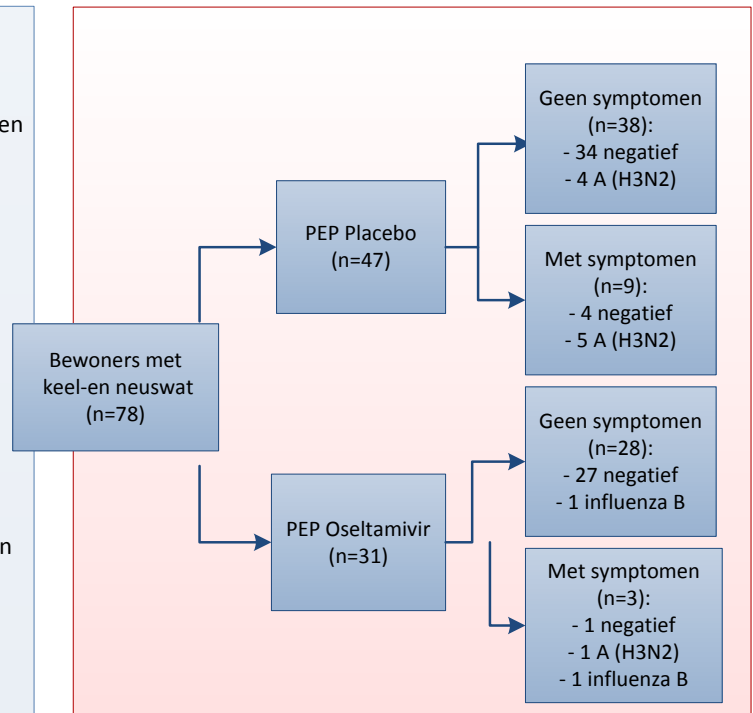 en
n
Bewoners met
keel-en neuswat
(n=78)
PEP Placebo
(n=47)
Geen symptomen
(n=38):
- 34 negatief
- 4 A (H3N2)
Met symptomen
(n=9):
- 4 negatief
- 5 A (H3N2)
PEP Oseltamivir
(n=31)
Geen symptomen
(n=28):
- 27 negatief
- 1 influenza B
Met symptomen
(n=3):
- 1 negatief
- 1 A (H3N2)
- 1 influenza B